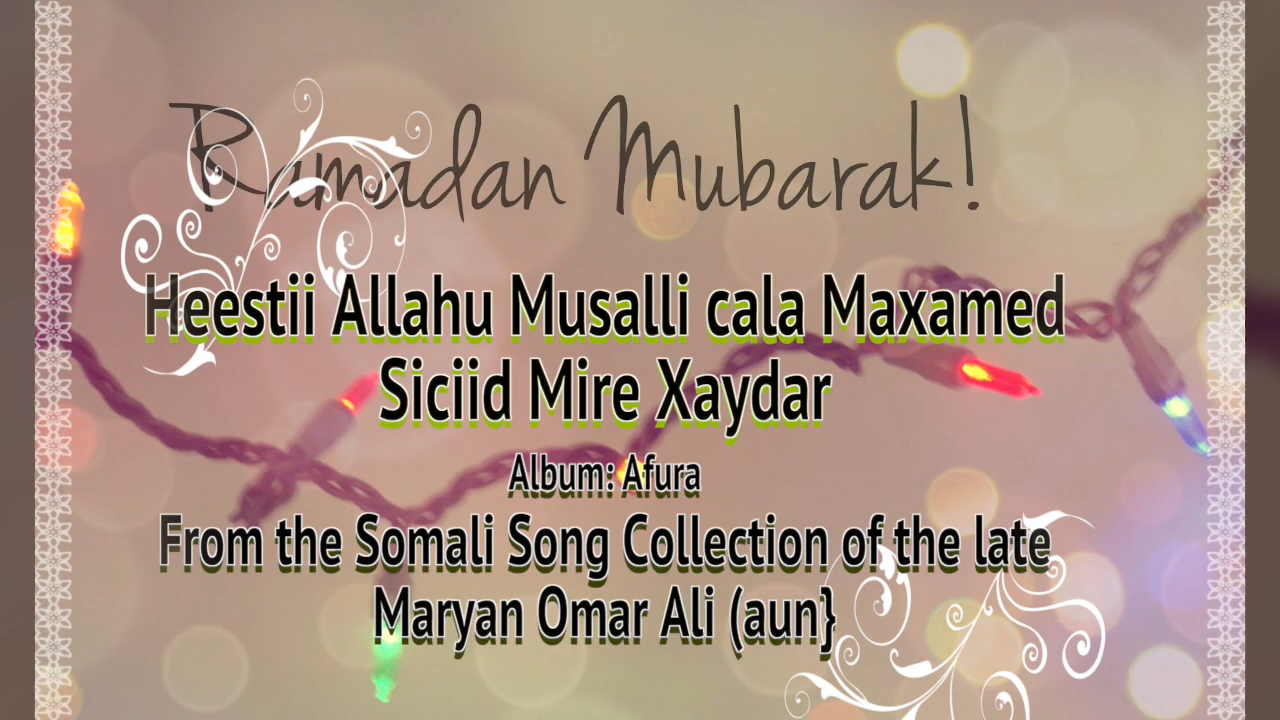 Ramadan Mubarak!
Heestii Allahu Musalli cala Maxamed
Siciid Mire Xaydar
Album: Afura
From the Somali Song Collection of the late
Maryan Omar Ali (aun}